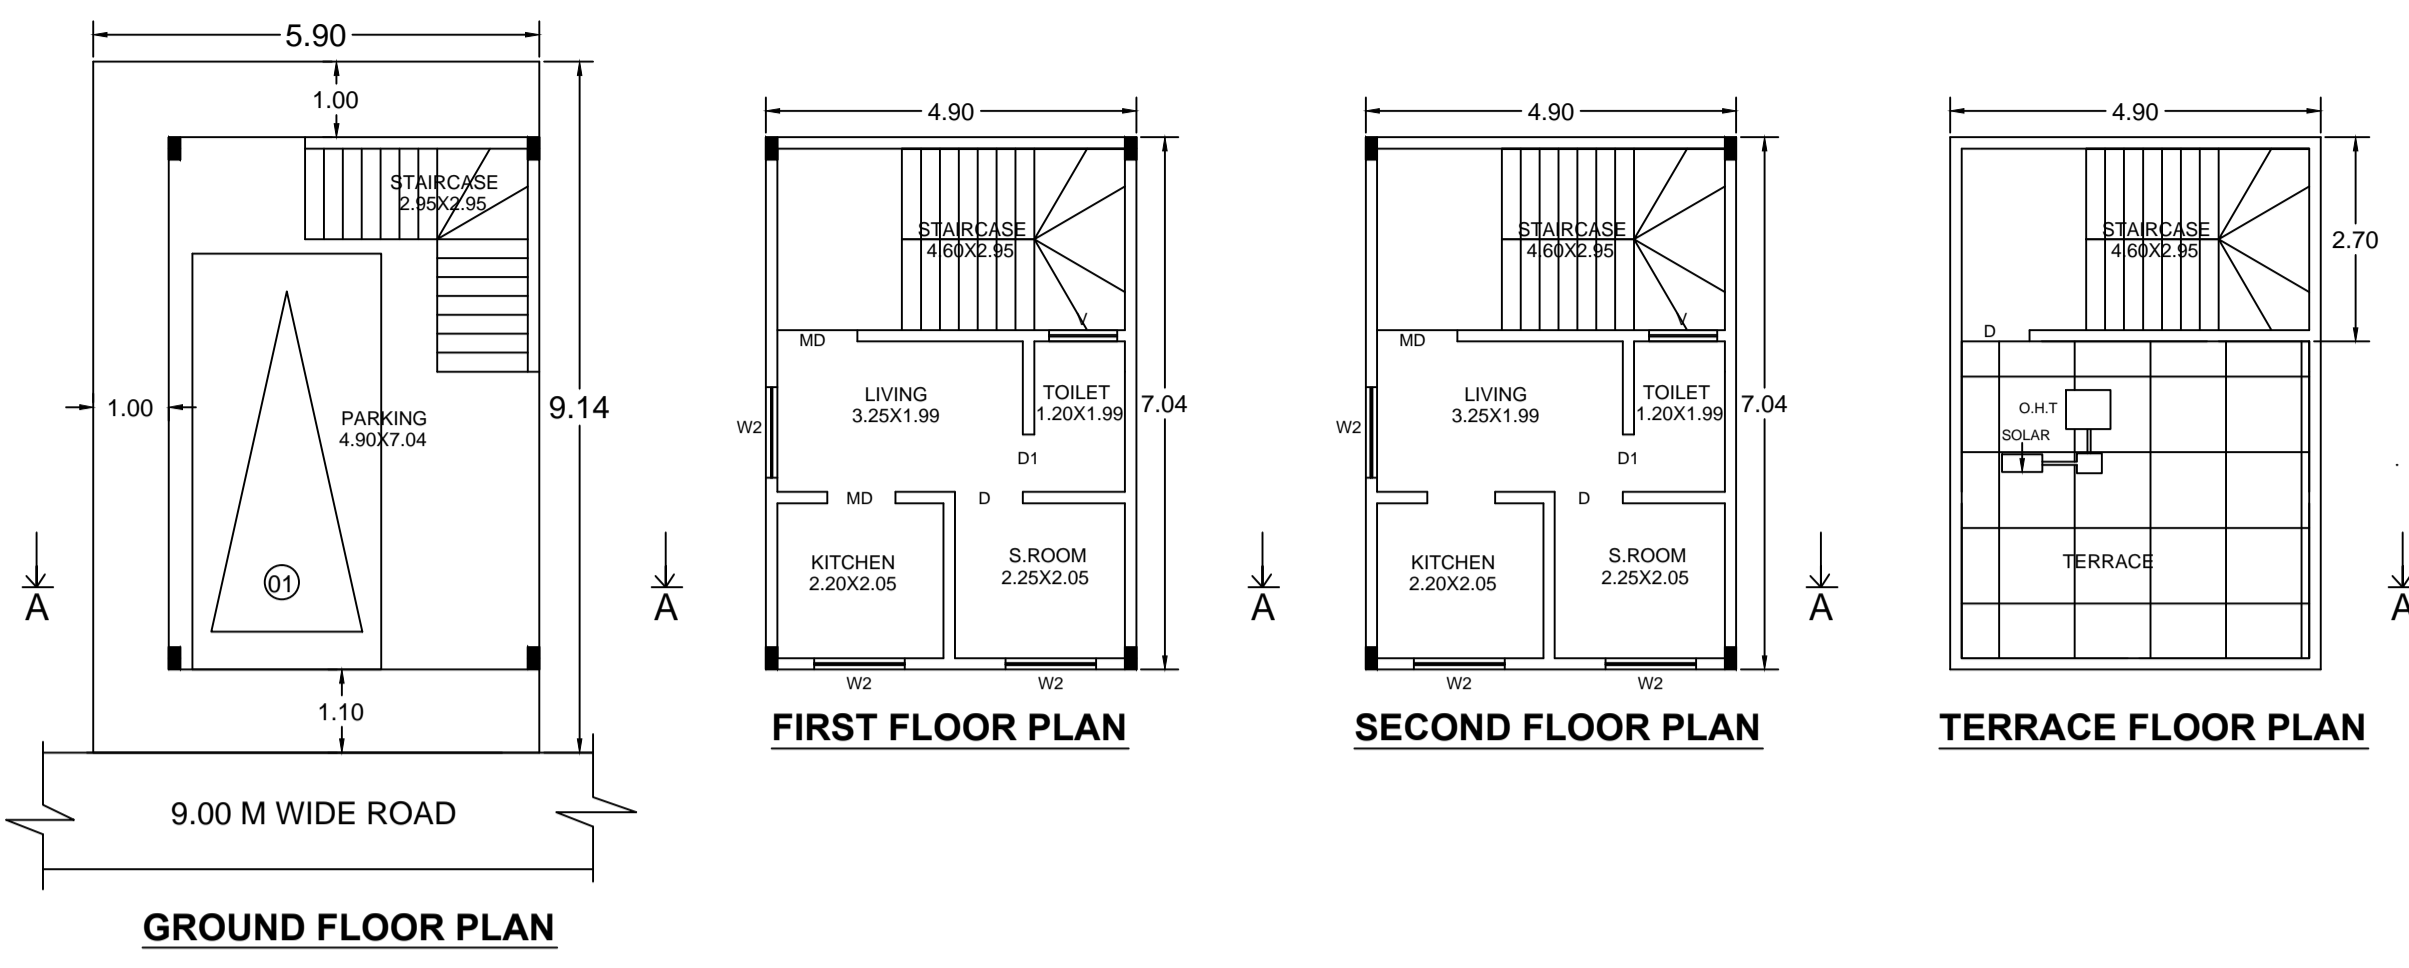 5.90
1.00
STAIRCASE
2.95X2.95
1.00
PARKING
4.90X7.04
9.14
01
A
A
1.10
9.00 M WIDE ROAD
GROUND FLOOR PLAN
4.90
STAIRCASE
4.60X2.95
V
MD
LIVING
3.25X1.99
TOILET
1.20X1.99
7.04
W2
D1
MD
D
KITCHEN
2.20X2.05
S.ROOM
2.25X2.05
W2
W2
FIRST FLOOR PLAN
A
4.90
STAIRCASE
4.60X2.95
V
MD
LIVING
3.25X1.99
TOILET
1.20X1.99
7.04
W2
D1
D
KITCHEN
2.20X2.05
S.ROOM
2.25X2.05
W2
W2
SECOND FLOOR PLAN
A
4.90
STAIRCASE
4.60X2.95
2.70
D
O.H.T
SOLAR
TERRACE
A
TERRACE FLOOR PLAN